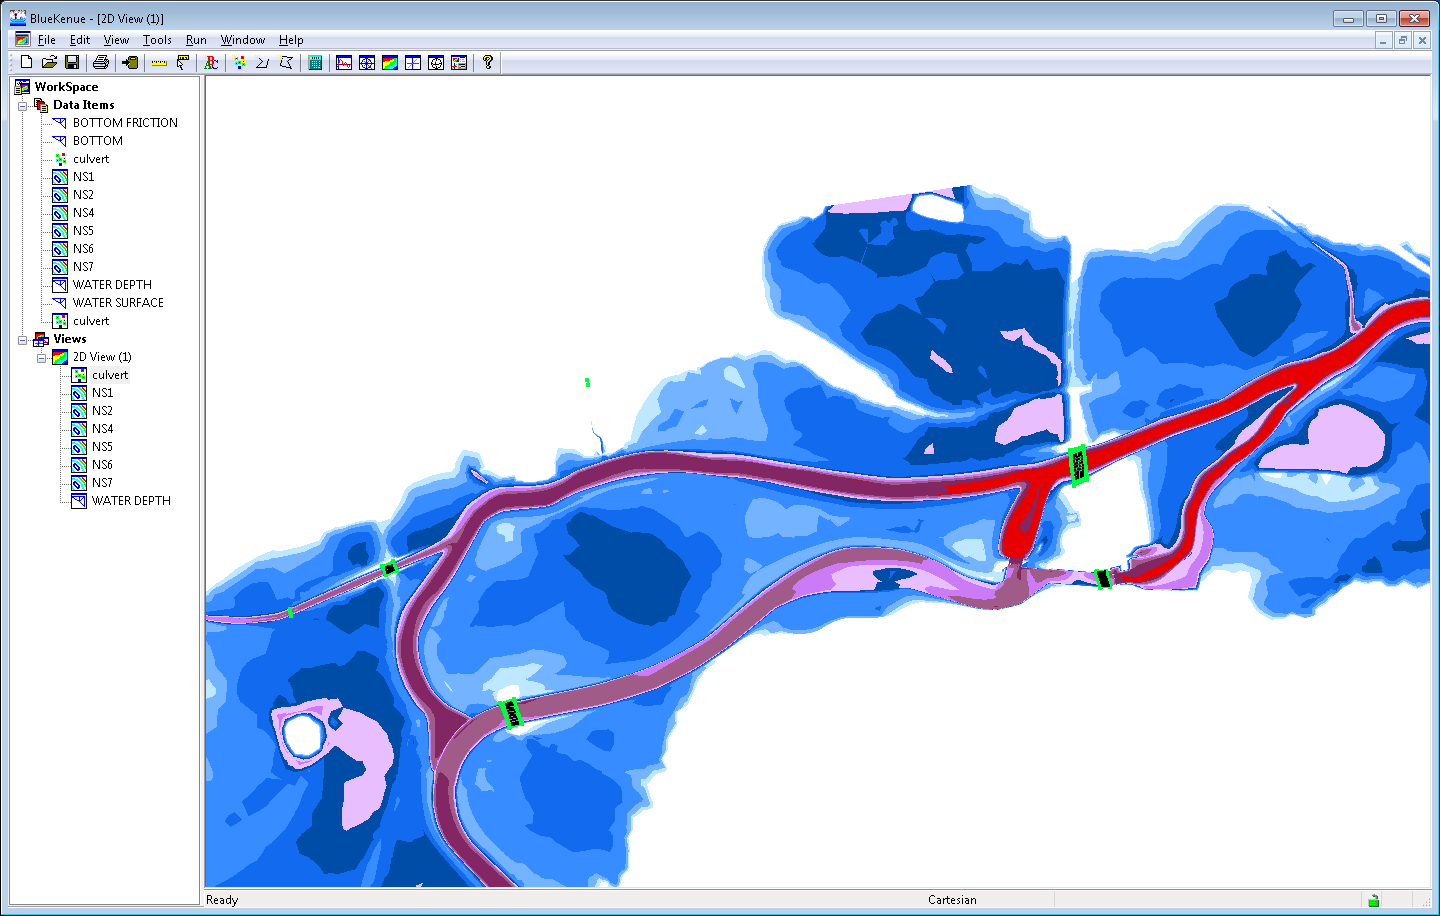 BlueKenue - [2D View (1)]
File Edit View Tools Run Window Help
WorkSpace
Data Items
BOTTOM FRICTION
BOTTOM
culvert
NS1
NS2
NS4
NS5
NS6
NS7
WATER DEPTH
WATER SURFACE
culvert
Views
2D View (1)
culvert
NS1
NS2
NS4
NS5
NS6
NS7
WATER DEPTH
Ready Cartesian